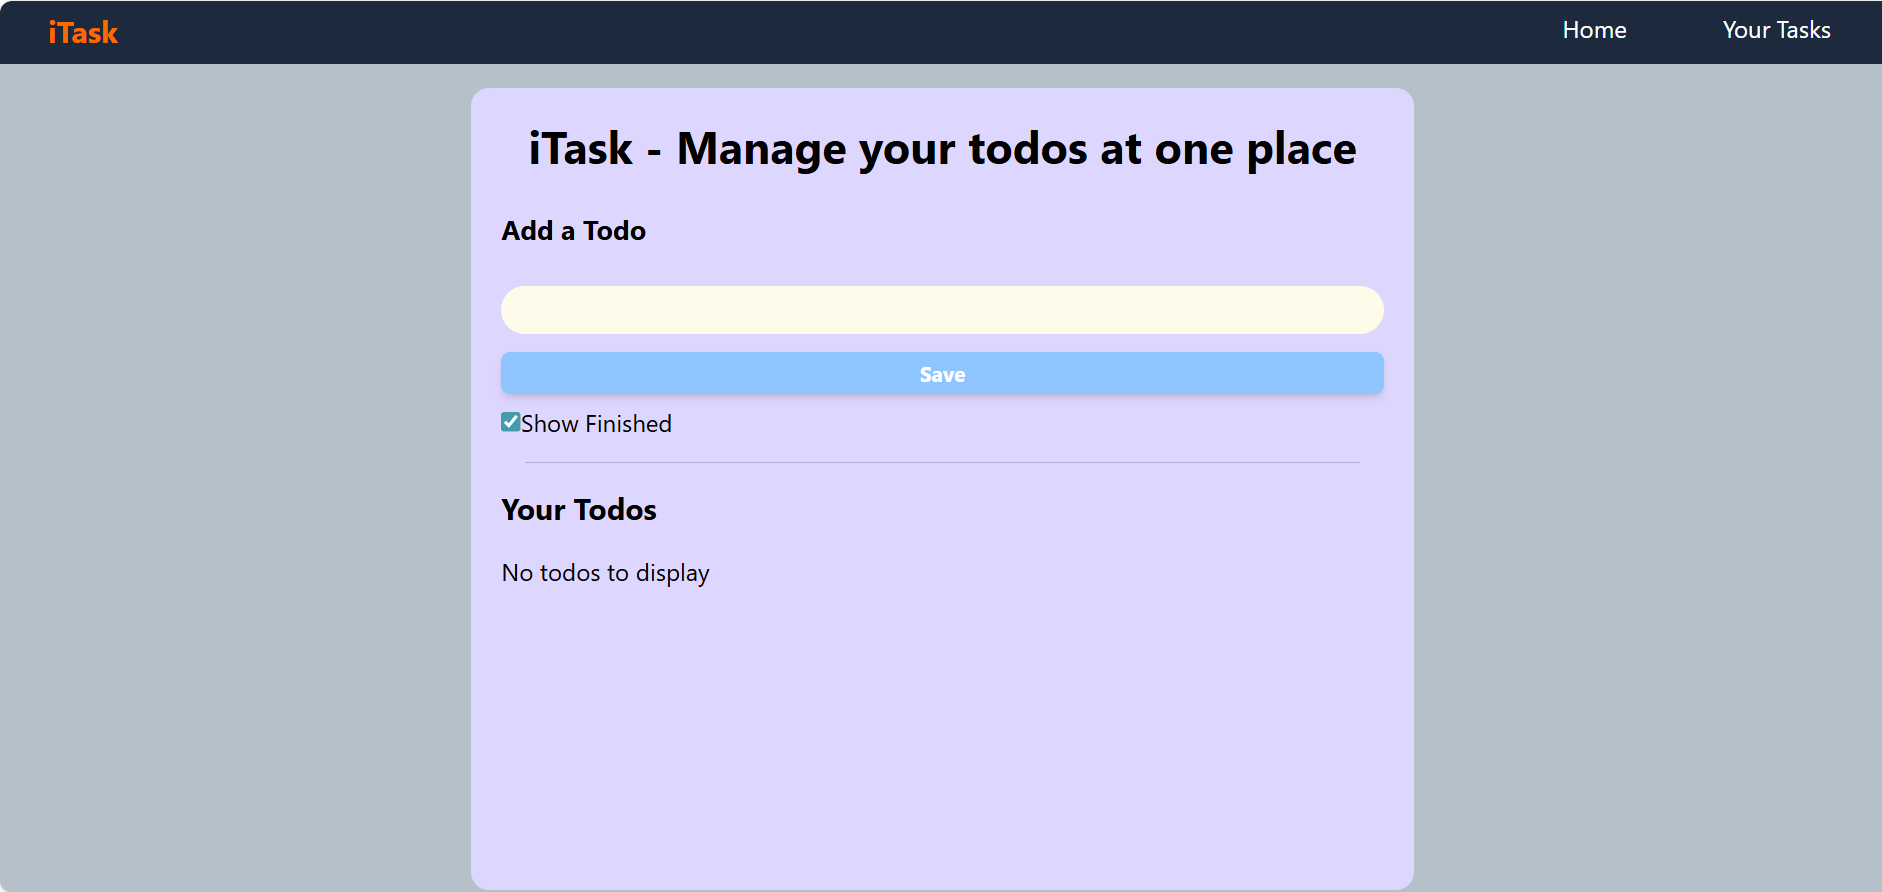 iTask
Home
Your Tasks
iTask - Manage your todos at one place
Add a Todo
Save
Show Finished
Your Todos
No todos to display